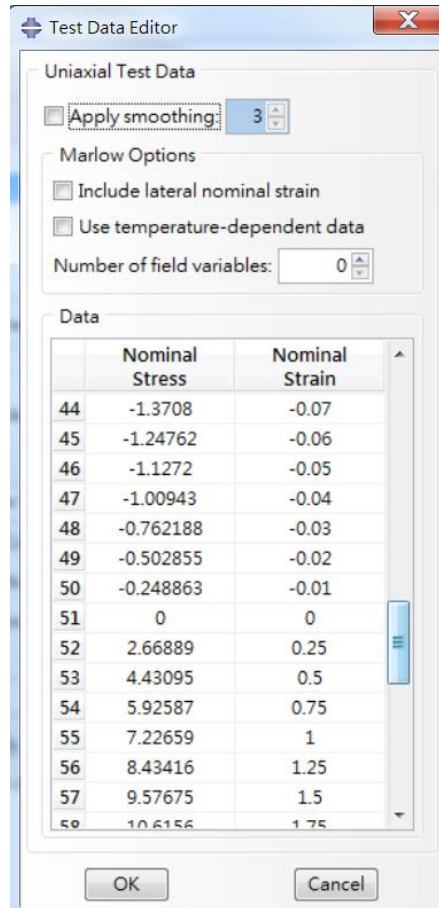 Test Data Editor
X
Uniaxial Test Data
Apply smoothing: 3
Marlow Options
Include lateral nominal strain
Use temperature-dependent data
Number of field variables: 0
Data
Nominal Stress Nominal Strain
44 -1.3708 -0.07
45 -1.24762 -0.06
46 -1.1272 -0.05
47 -1.00943 -0.04
48 -0.762188 -0.03
49 -0.502855 -0.02
50 -0.248863 -0.01
51 0 0
52 2.66889 0.25
53 4.43095 0.5
54 5.92587 0.75
55 7.22659 1
56 8.43416 1.25
57 9.57675 1.5
58 10.6156 1.75
OK Cancel